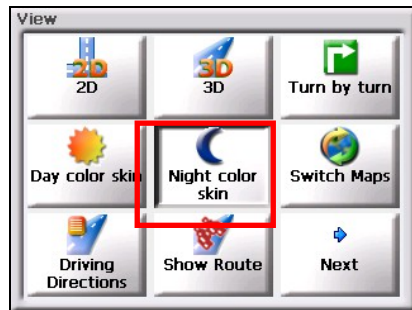 View
2D
2D
3D
3D
Turn by turn
Day color skin
Night color
skin
Switch Maps
Driving
Directions
Show Route
Next